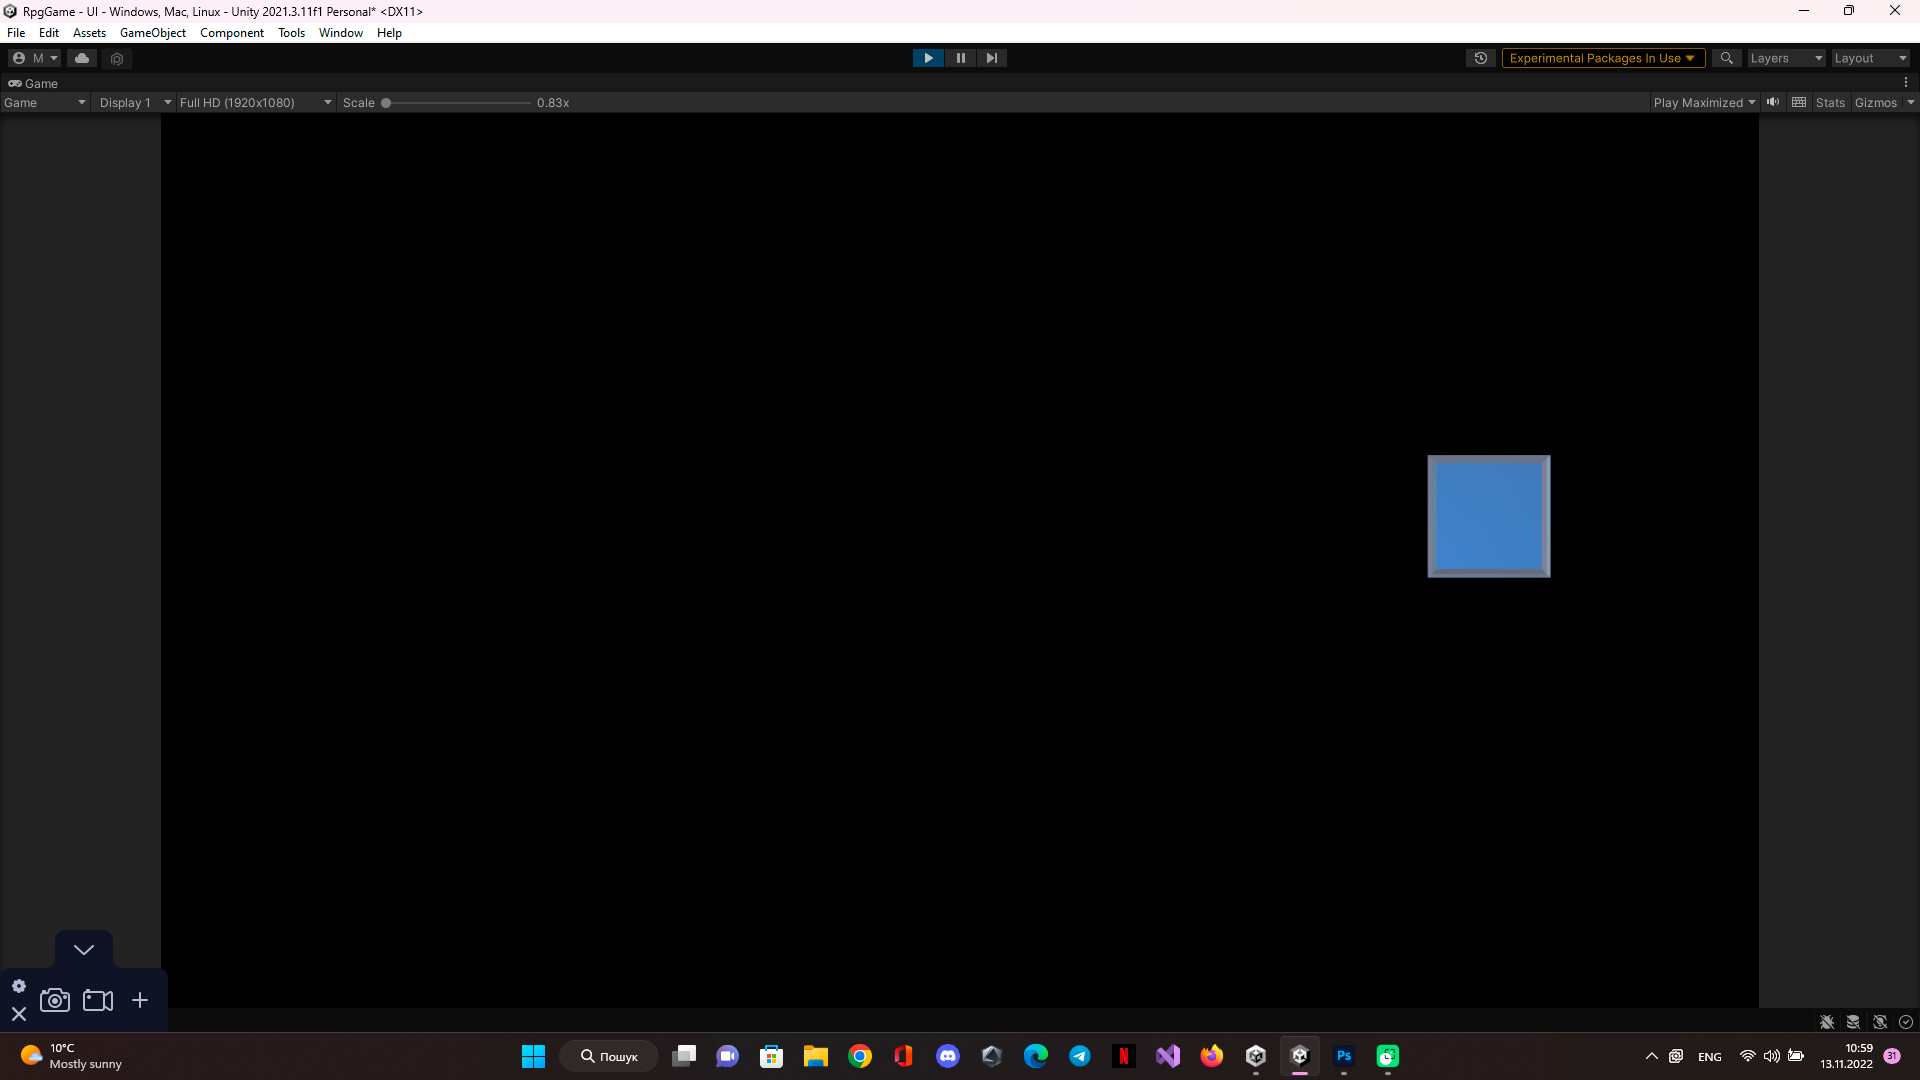 RpgGame - UI - Windows, Mac, Linux - Unity 2021.3.11f1 Personal* <DX11>
File Edit Assets GameObject Component Tools Window Help
M Experimental Packages In Use Layers Layout
Game
Game Display 1 Full HD (1920x1080) Scale 0.83x Play Maximized Stats Gizmos
10°C
Mostly sunny
Пошук
N
Ps
ENG
10:59
13.11.2022
31